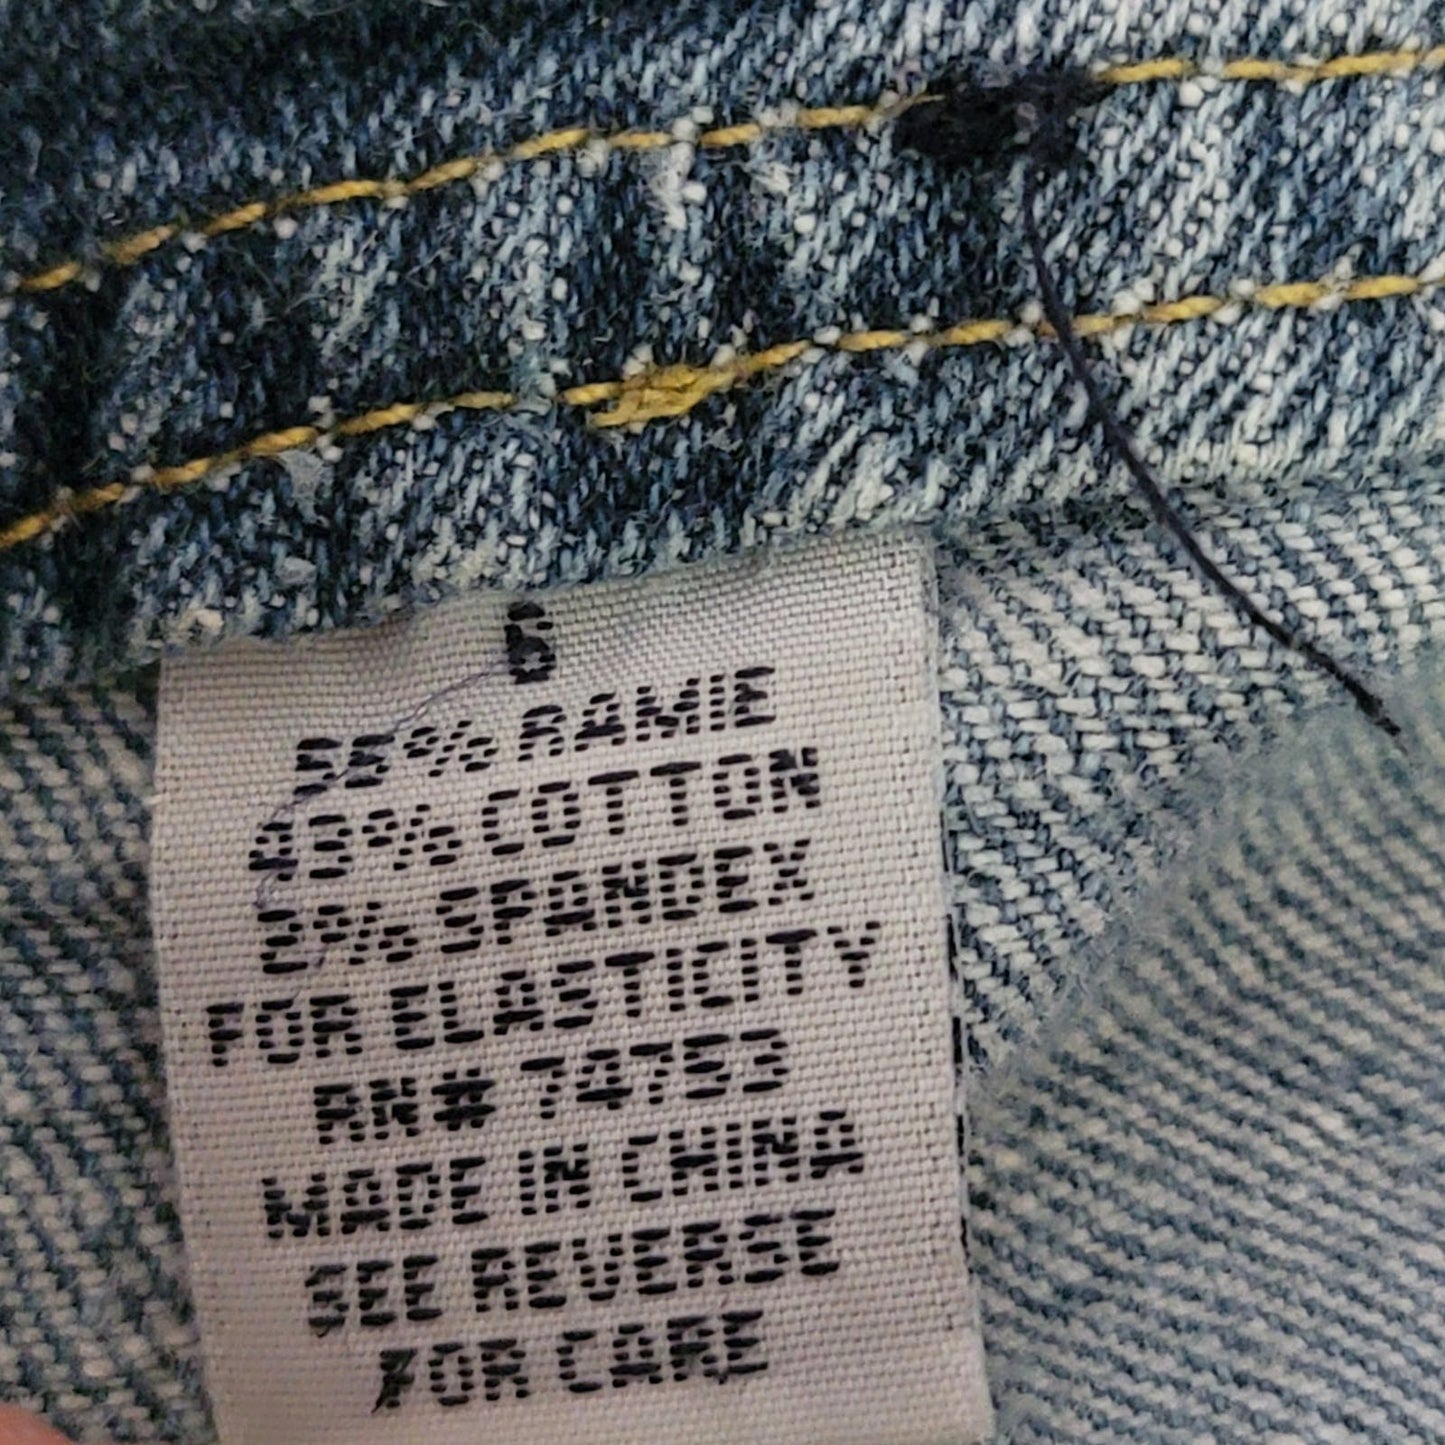 6
55% RAMIE
43% COTTON
2% SPANDEX
FOR ELASTICITY
RN# 74753
MADE IN CHINA
SEE REVERSE
FOR CARE